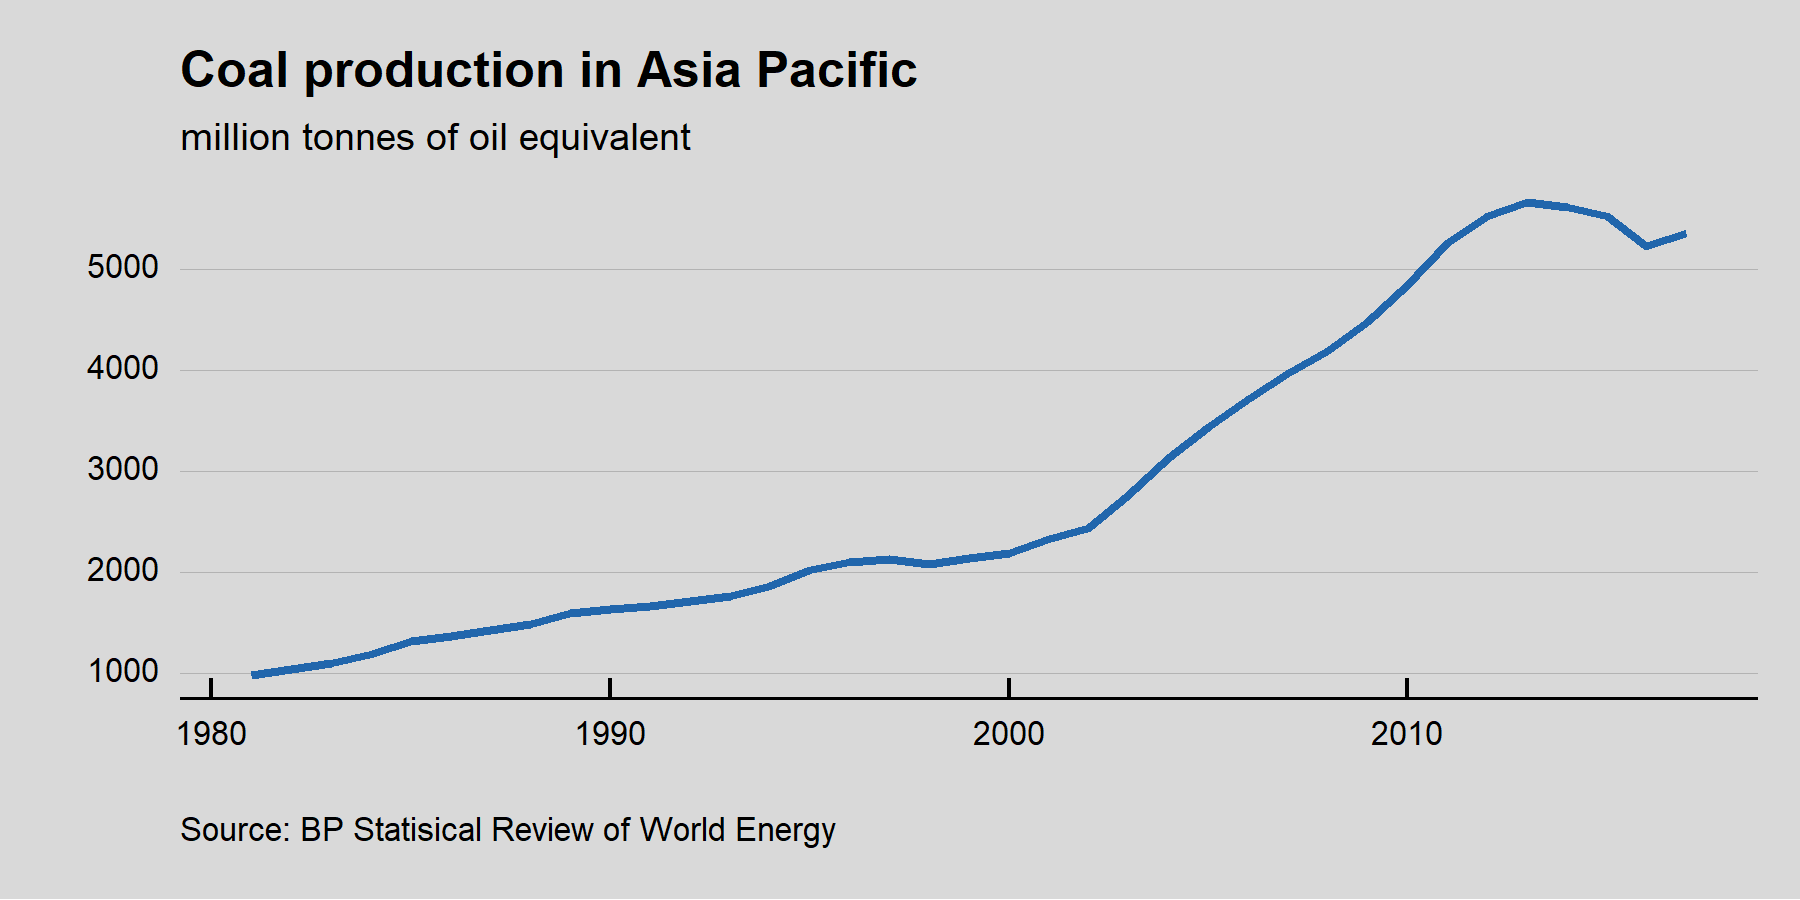 Coal production in Asia Pacific
million tonnes of oil equivalent
5000
4000
3000
2000
1000
1980 1990 2000 2010
Source: BP Statisical Review of World Energy